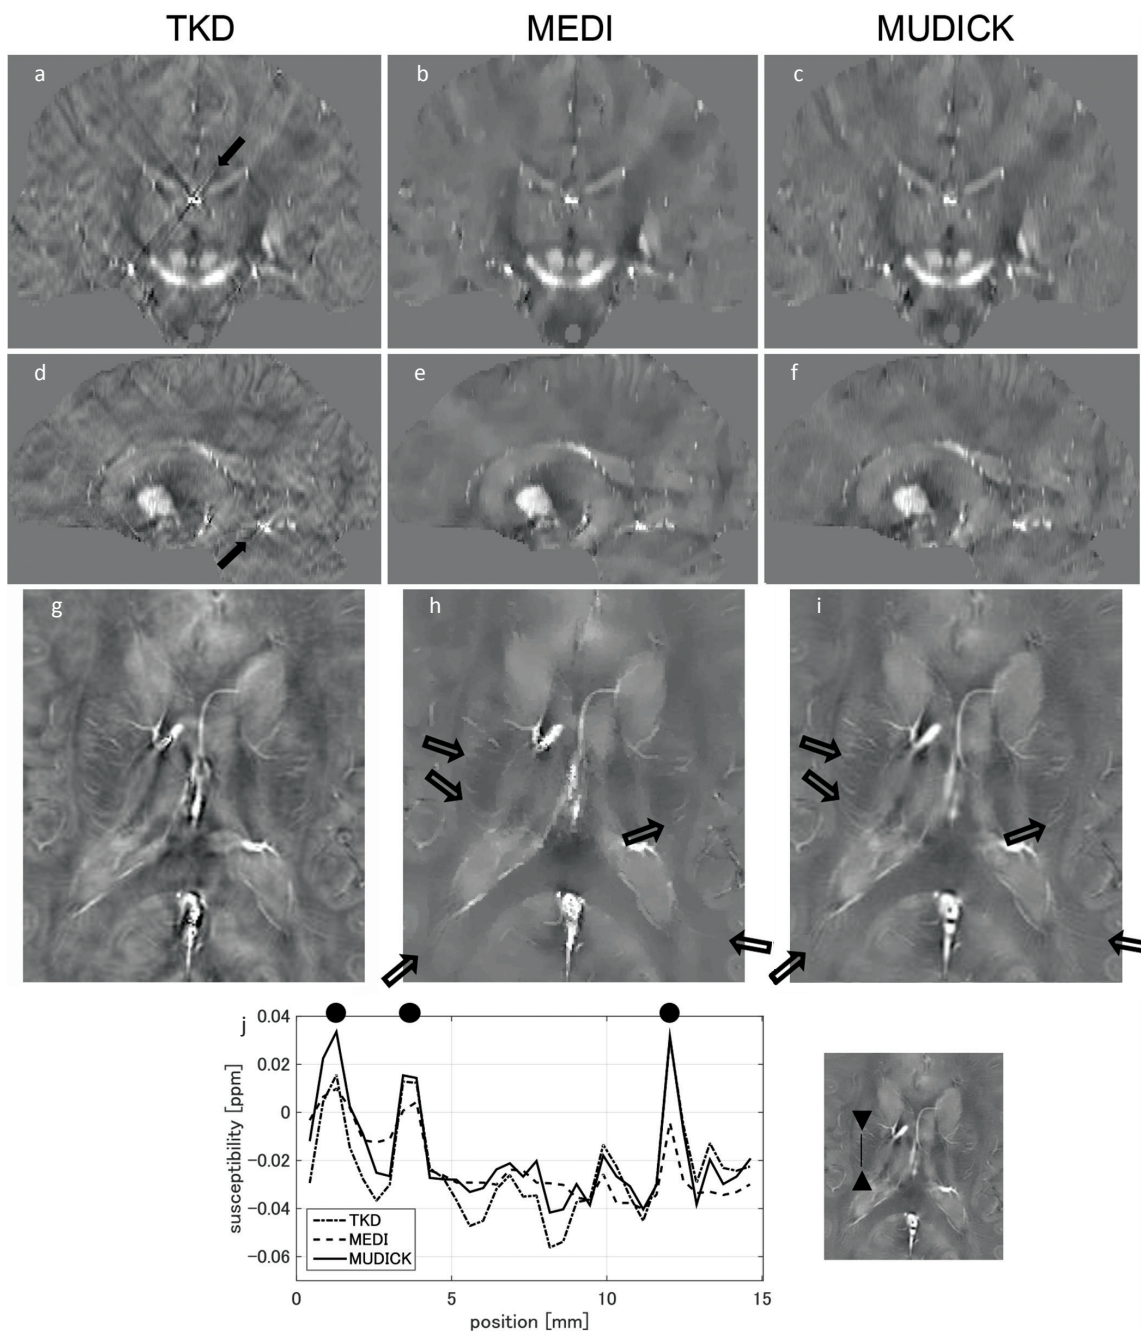 TKD MEDI MUDICK
a b c
d e f
g h i
j
0.04
0.02
0
−0.02
−0.04
−0.06
susceptibility [ppm]
TKD
MEDI
MUDICK
0 5 10 15
position [mm]